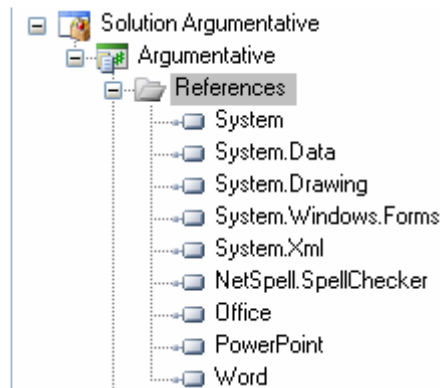 Solution Argumentative
Argumentative
References
System
System.Data
System.Drawing
System.Windows.Forms
System.Xml
NetSpell.SpellChecker
Office
PowerPoint
Word